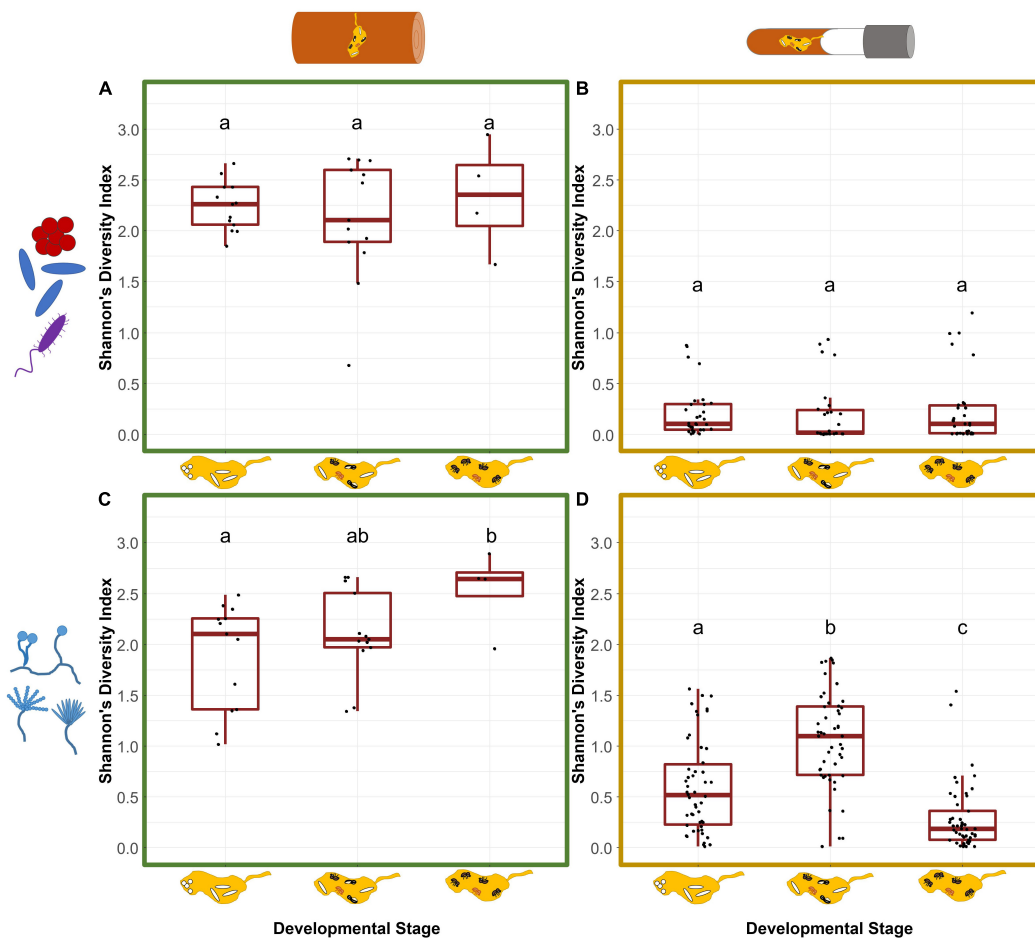 A
B
Shannon's Diversity Index
3.0
2.5
2.0
1.5
1.0
0.5
0.0
a
a
a
Shannon's Diversity Index
3.0
2.5
2.0
1.5
1.0
0.5
0.0
a
a
a
C
D
Shannon's Diversity Index
3.0
2.5
2.0
1.5
1.0
0.5
0.0
a
ab
b
Shannon's Diversity Index
3.0
2.5
2.0
1.5
1.0
0.5
0.0
a
b
c
Developmental Stage
Developmental Stage